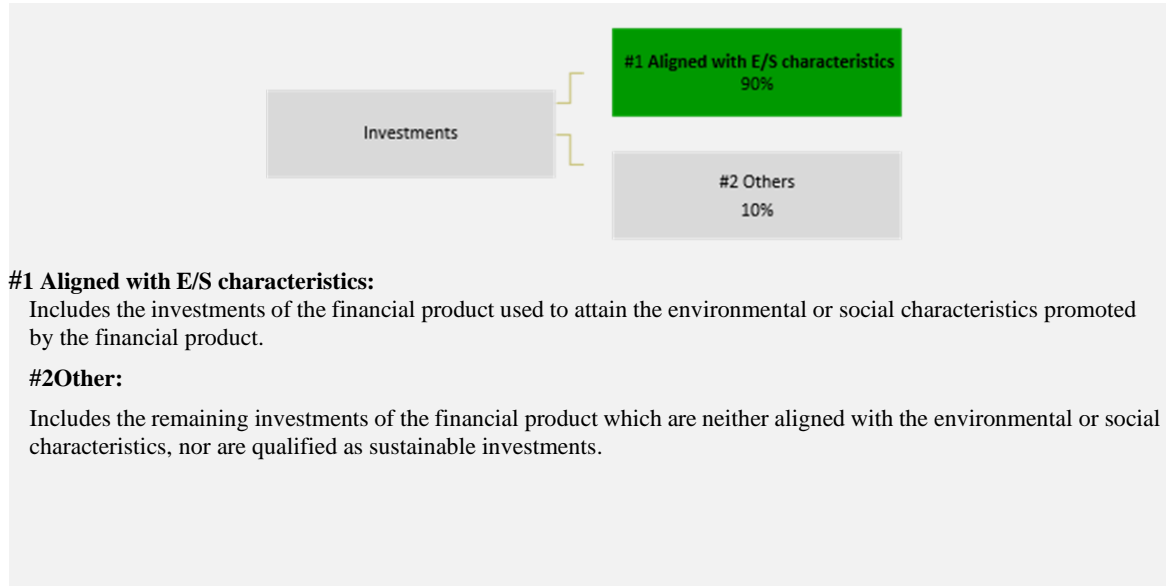 #1 Aligned with E/S characteristics
90%
Investments
#2 Others
10%
#1 Aligned with E/S characteristics:
Includes the investments of the financial product used to attain the environmental or social characteristics promoted
by the financial product.
#2Other:
Includes the remaining investments of the financial product which are neither aligned with the environmental or social
characteristics, nor are qualified as sustainable investments.